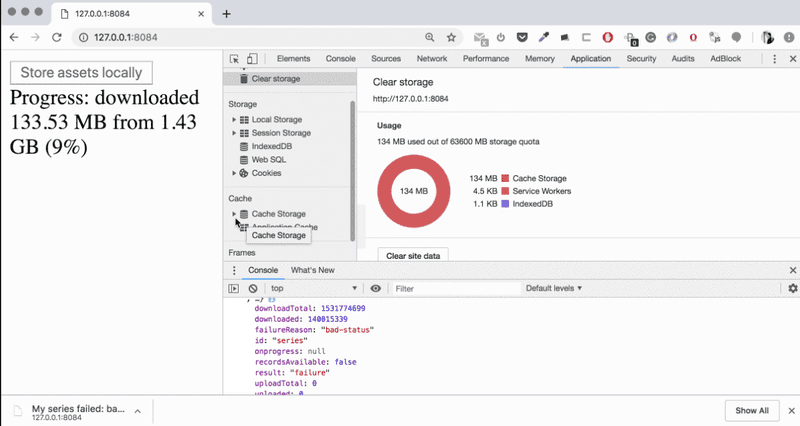 127.0.0.1:8084
127.0.0.1:8084
0
Store assets locally
Progress: downloaded
133.53 MB from 1.43
GB (9%)
Elements Console Sources Network Performance Memory Application Security Audits AdBlock
Clear storage
Storage
Local Storage
Session Storage
IndexedDB
Web SQL
Cookies
Cache
Cache Storage
Application Cache
Cache Storage
Frames
Clear storage
http://127.0.0.1:8084
Usage
134 MB used out of 63600 MB storage quota
134 MB
134 MB Cache Storage
4.5 KB Service Workers
1.1 KB IndexedDB
Clear site data
Console What's New
top Filter Default levels
downloadTotal: 1531774699
downloaded: 140015339
failureReason: "bad-status"
id: "series"
onprogress: null
recordsAvailable: false
result: "failure"
uploadTotal: 0
uploaded: 0
My series failed: ba...
127.0.0.1:8084
Show All